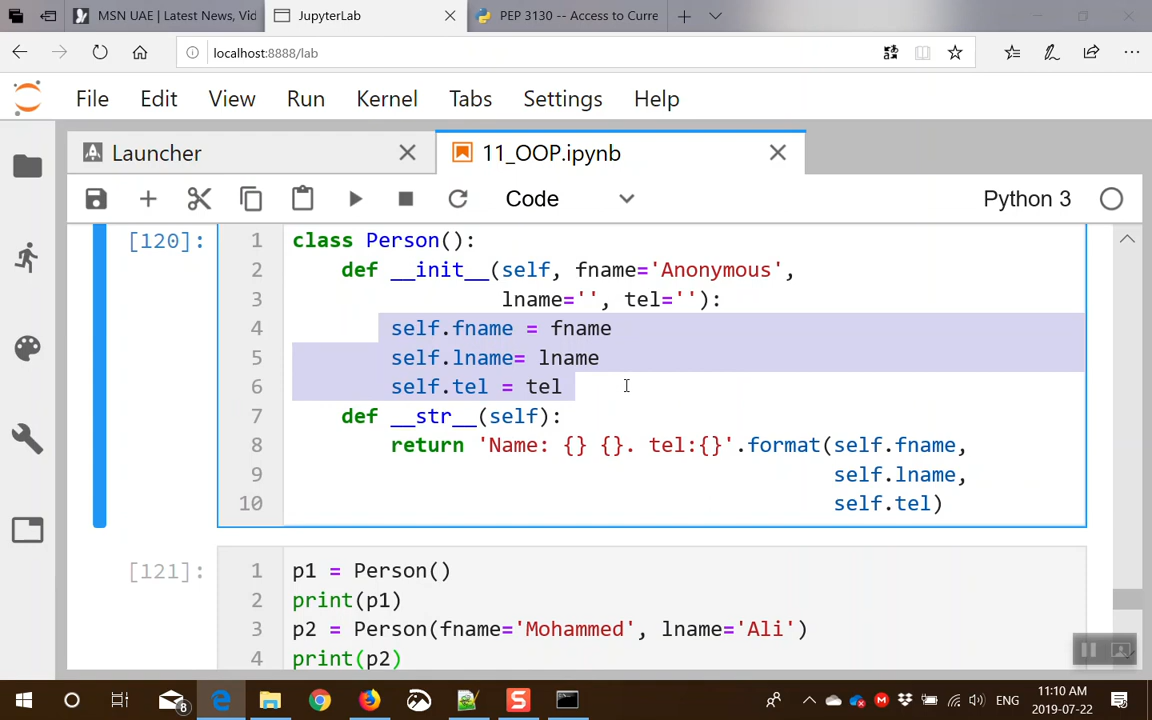 MSN UAE | Latest News, Vid
JupyterLab
PEP 3130 -- Access to Curre
localhost:8888/lab
File Edit View Run Kernel Tabs Settings Help
Launcher
11_OOP.ipynb
Code
Python 3
[120]:
1 class Person():
2 def __init__(self, fname='Anonymous',
3 lname='', tel=''):
4 self.fname = fname
5 self.lname= lname
6 self.tel = tel
7 def __str__(self):
8 return 'Name: {} {}. tel:{}'.format(self.fname,
9 self.lname,
10 self.tel)
[121]:
1 p1 = Person()
2 print(p1)
3 p2 = Person(fname='Mohammed', lname='Ali')
4 print(p2)
8
S
M
ENG
11:10 AM
2019-07-22